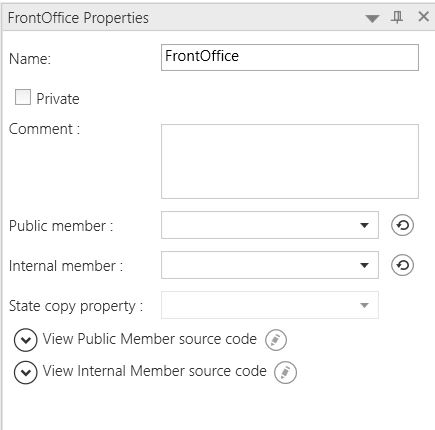 FrontOffice Properties
Name: FrontOffice
Private
Comment :
Public member :
Internal member :
State copy property :
View Public Member source code
View Internal Member source code